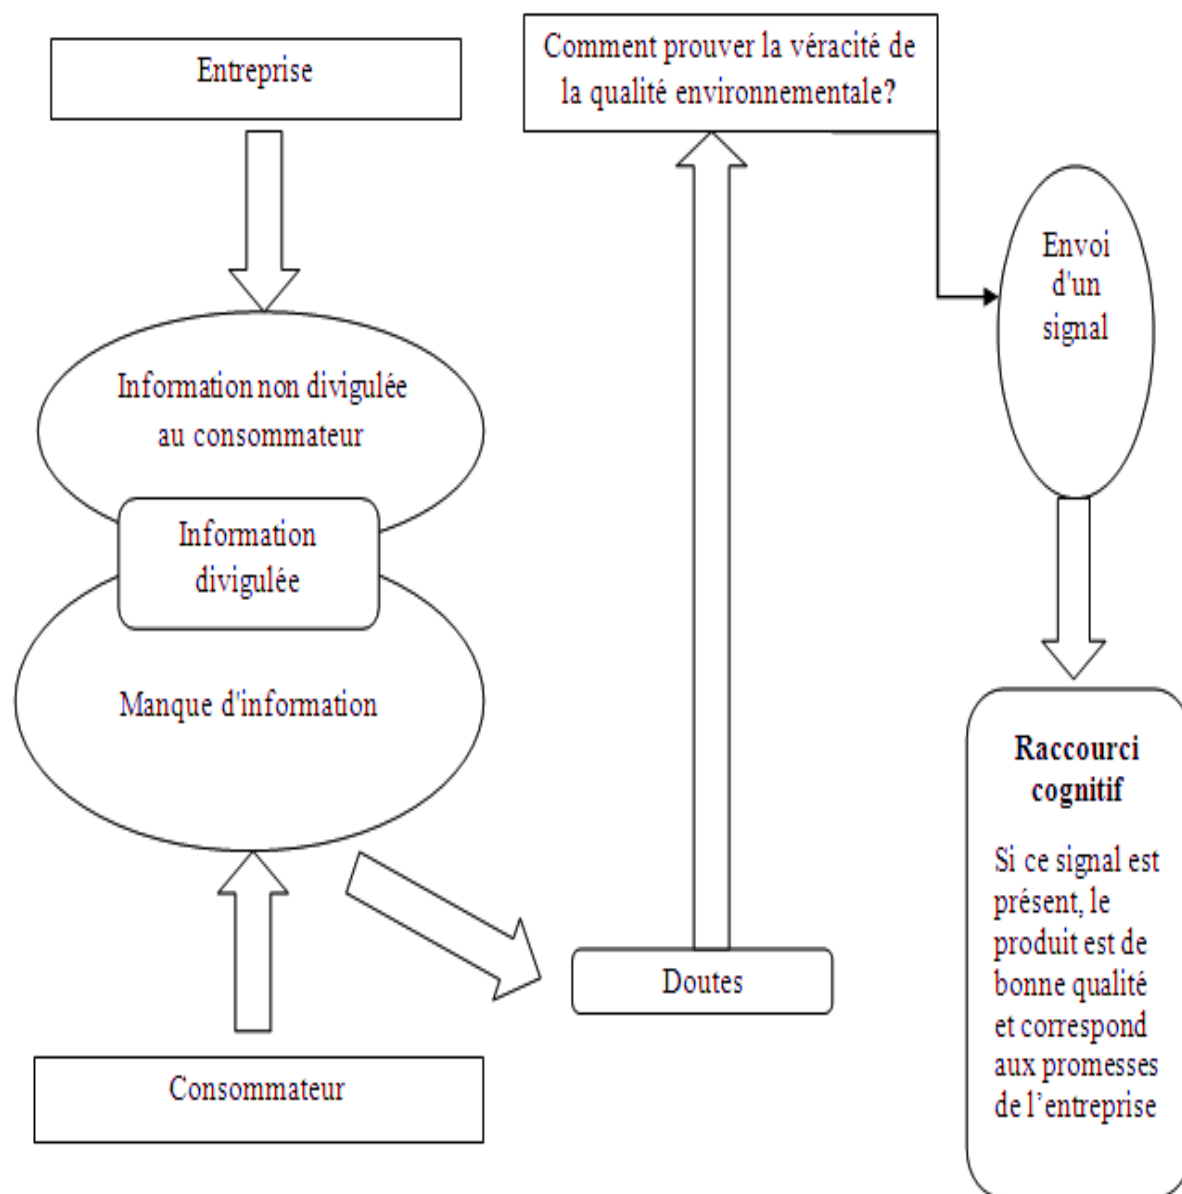 Entreprise
Information non divigulée
au consommateur
Information
divigulée
Manque d'information
Consommateur
Doutes
Comment prouver la véracité de
la qualité environnementale?
Envoi
d'un
signal
Raccourci
cognitif
Si ce signal est
présent, le
produit est de
bonne qualité
et correspond
aux promesses
de l’entreprise